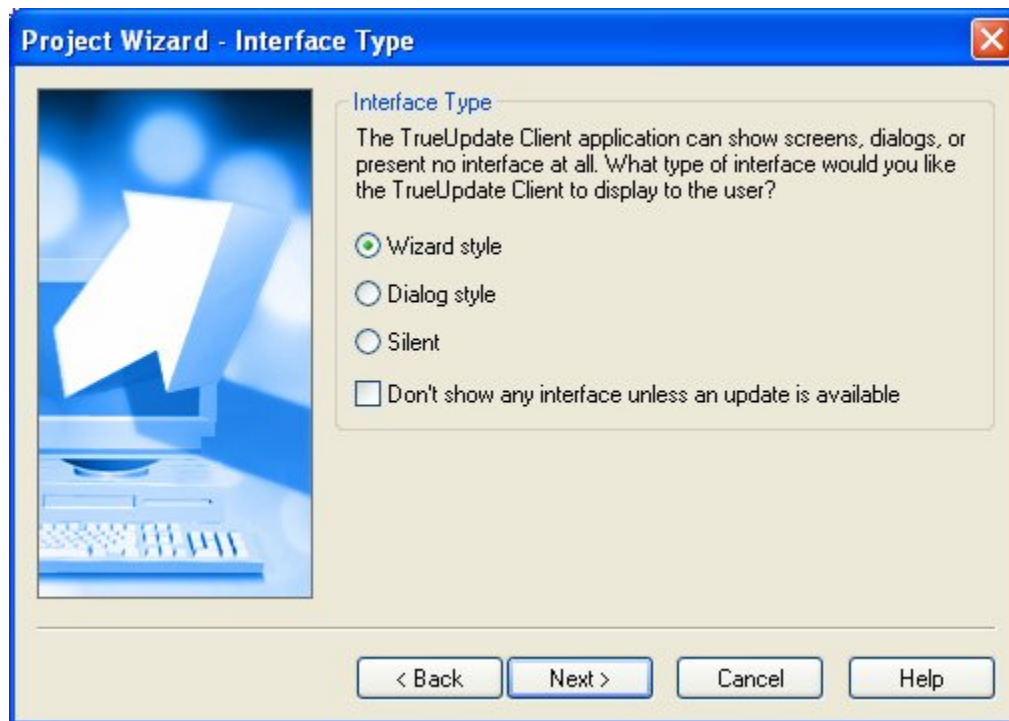 Project Wizard - Interface Type
Interface Type
The TrueUpdate Client application can show screens, dialogs, or
present no interface at all. What type of interface would you like
the TrueUpdate Client to display to the user?
Wizard style
Dialog style
Silent
Don't show any interface unless an update is available
< Back Next > Cancel Help